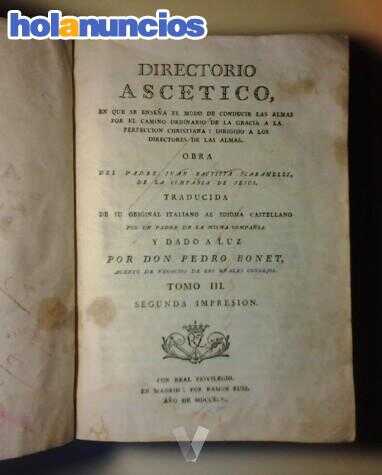 holanuncios
DIRECTORIO
ASCETICO,
EN QUE SE ENSEÑA EL MODO DE CONDUCIR LAS ALMAS
POR EL CAMINO ORDINARIO DE LA GRACIA A LA
PERFECCION CHRISTIANA: DIRIGIDO A LOS
DIRECTORES DE LAS ALMAS.
OBRA
DEL PADRE JUAN BAUTISTA SCARAMELLI,
DE LA COMPAÑIA DE JESUS.
TRADUCIDA
DE SU ORIGINAL ITALIANO AL IDIOMA CASTELLANO
POR UN PADRE DE LA MISMA COMPAÑIA
Y DADO A LUZ
POR DON PEDRO BONET,
AGENTE DE NEGOCIOS DE LOS REALES CONSEJOS.
TOMO III.
SEGUNDA IMPRESION.
CON REAL PRIVILEGIO.
EN MADRID: POR RAMON RUIZ.
AÑO DE